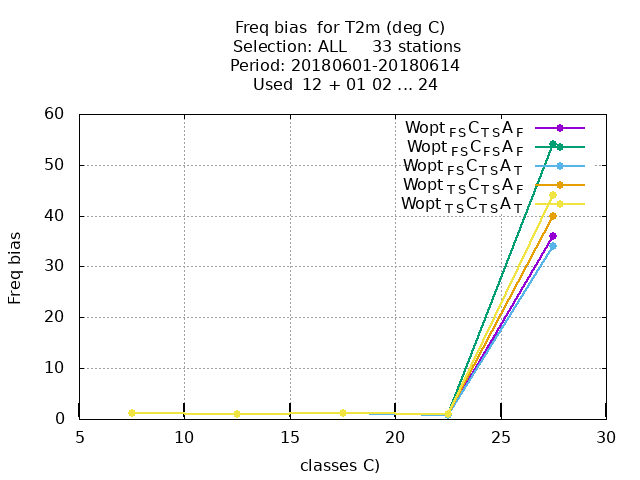 Freq bias  for T2m (deg C)
Selection: ALL     33 stations
Period: 20180601-20180614
Used  12 + 01 02 ... 24
Wopt FS C TS A F
Wopt FS C FS A F
Wopt FS C TS A T
Wopt TS C TS A F
Wopt TS C TS A T
Freq bias
60
50
40
30
20
10
0
5 10 15 20 25 30
classes C)